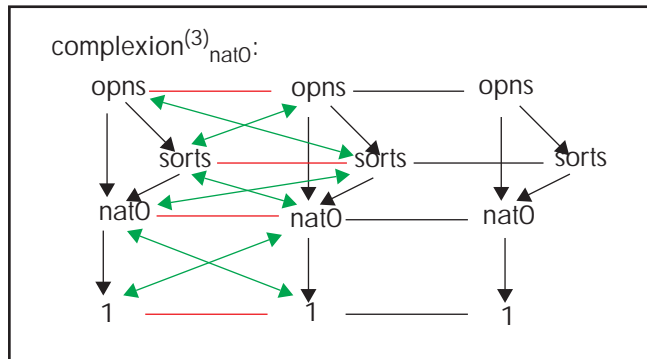 complexion(3)nat0:
opns opns opns
sorts sorts sorts
nat0 nat0 nat0
1 1 1